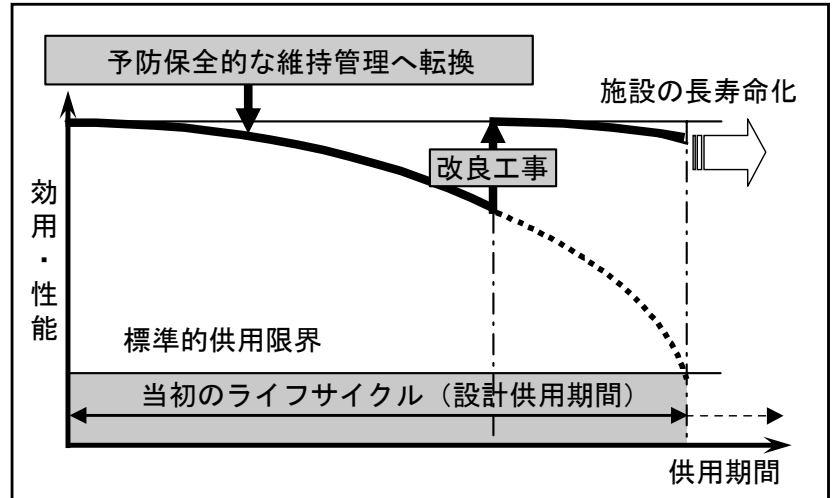 予防保全的な維持管理へ転換
施設の長寿命化
改良工事
効用・性能
標準的供用限界
当初のライフサイクル（設計供用期間）
供用期間